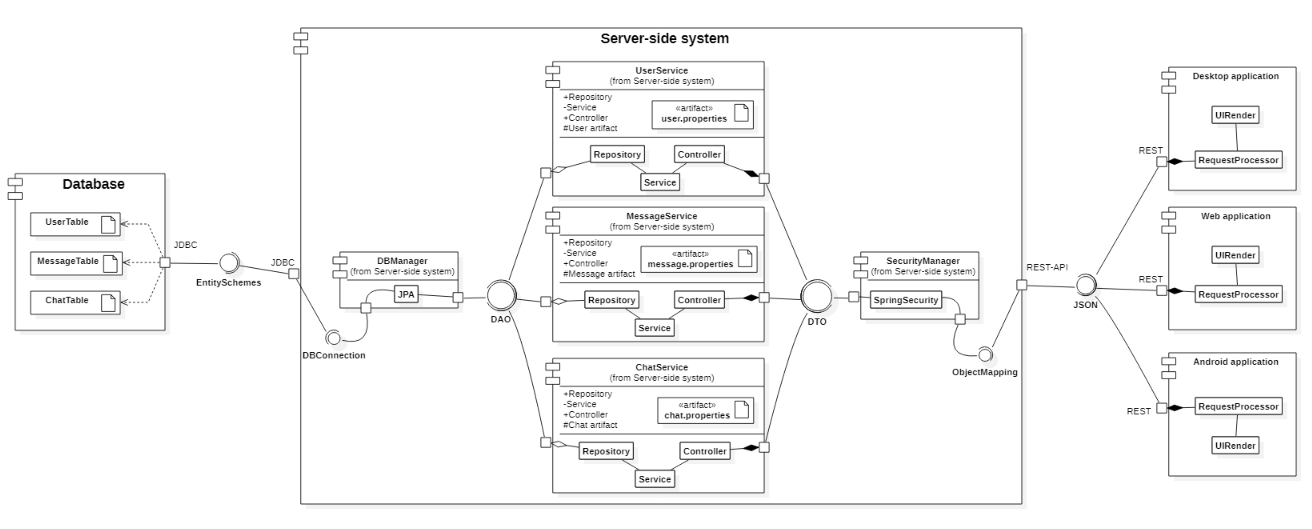 Server-side system
Database
UserTable
MessageTable
ChatTable
JDBC
EntitySchemes
JDBC
DBConnection
DBManager
(from Server-side system)
JPA
DAO
UserService
(from Server-side system)
+Repository
-Service
+Controller
#User artifact
«artifact»
user.properties
Repository
Controller
Service
MessageService
(from Server-side system)
+Repository
-Service
+Controller
#Message artifact
«artifact»
message.properties
Repository
Controller
Service
ChatService
(from Server-side system)
+Repository
-Service
+Controller
#Chat artifact
«artifact»
chat.properties
Repository
Controller
Service
DTO
SecurityManager
(from Server-side system)
SpringSecurity
ObjectMapping
REST-API
JSON
Desktop application
UIRender
REST
RequestProcessor
Web application
UIRender
REST
RequestProcessor
Android application
RequestProcessor
REST
UIRender